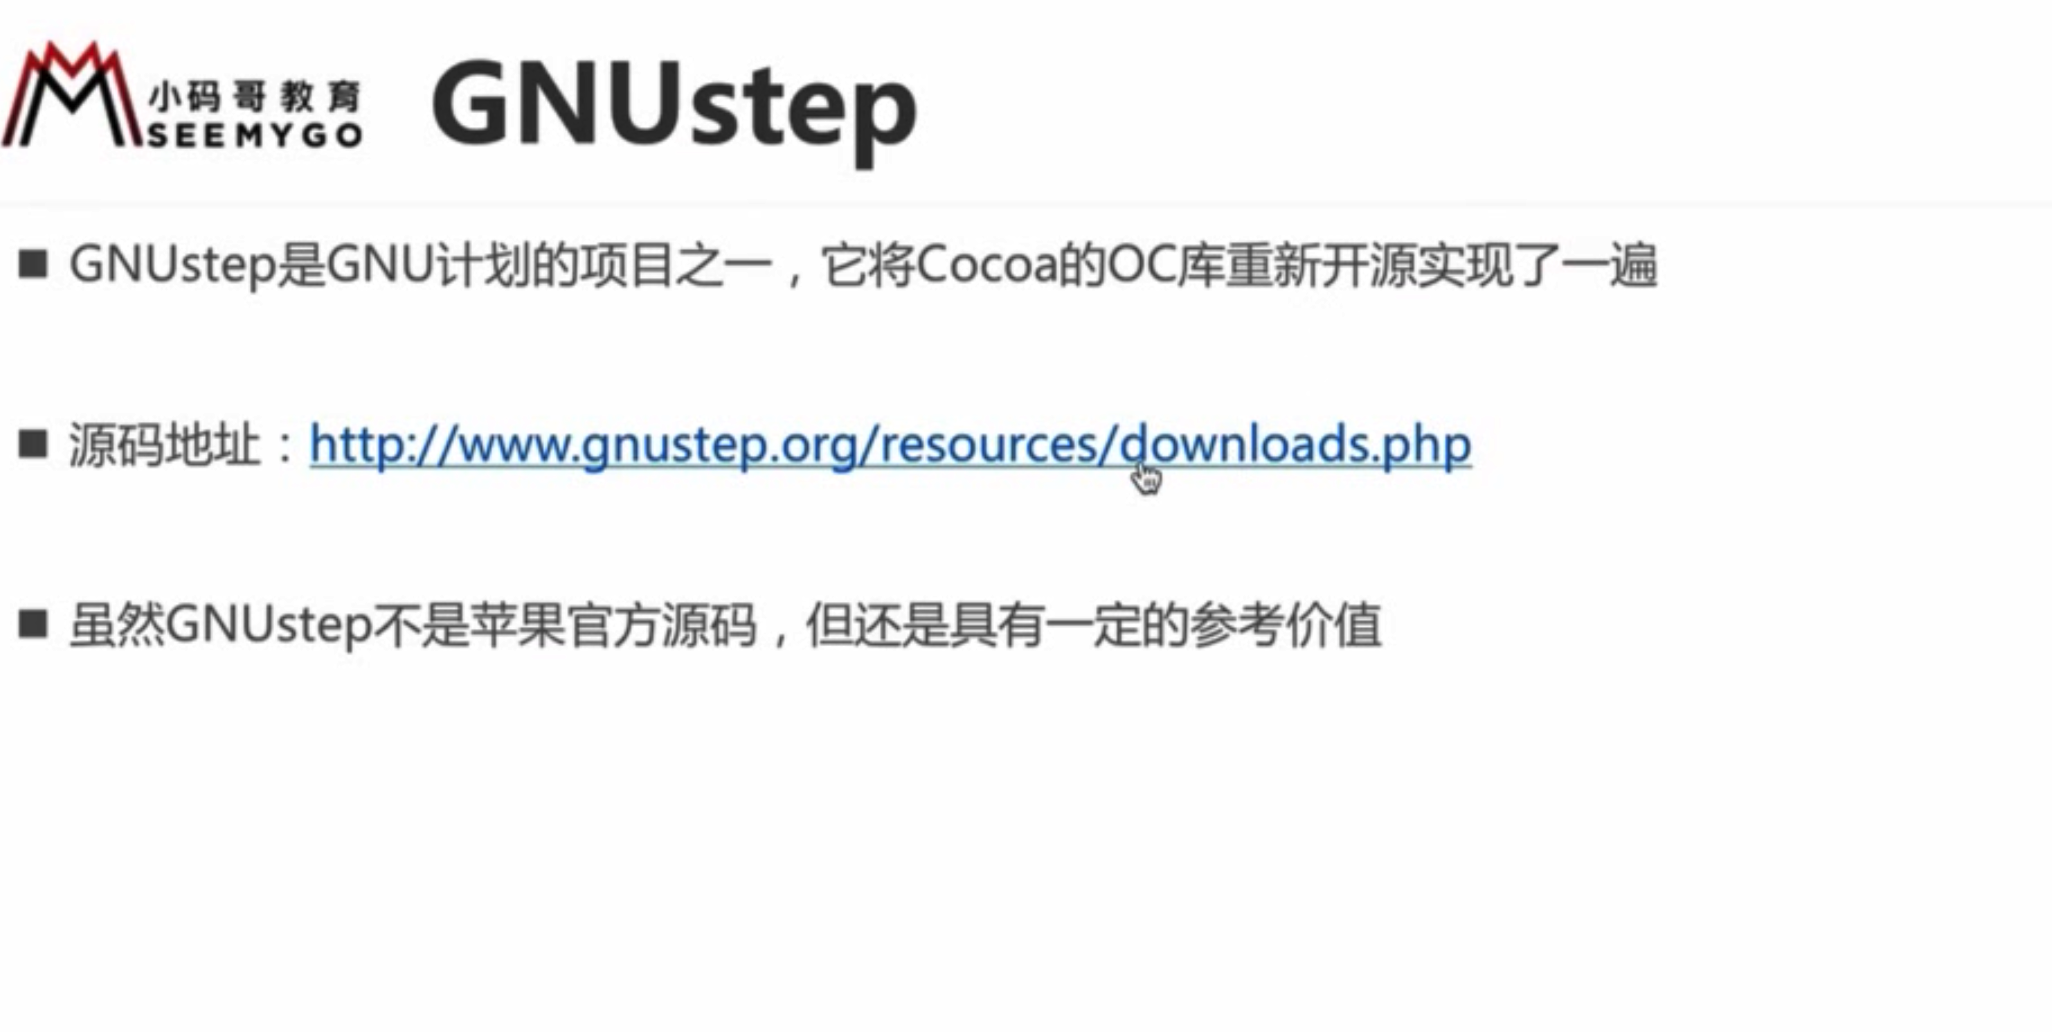 小码哥教育
SEEMYGO
GNUstep
■ GNUstep是GNU计划的项目之一，它将Cocoa的OC库重新开源实现了一遍
■ 源码地址：http://www.gnustep.org/resources/downloads.php
■ 虽然GNUstep不是苹果官方源码，但还是具有一定的参考价值